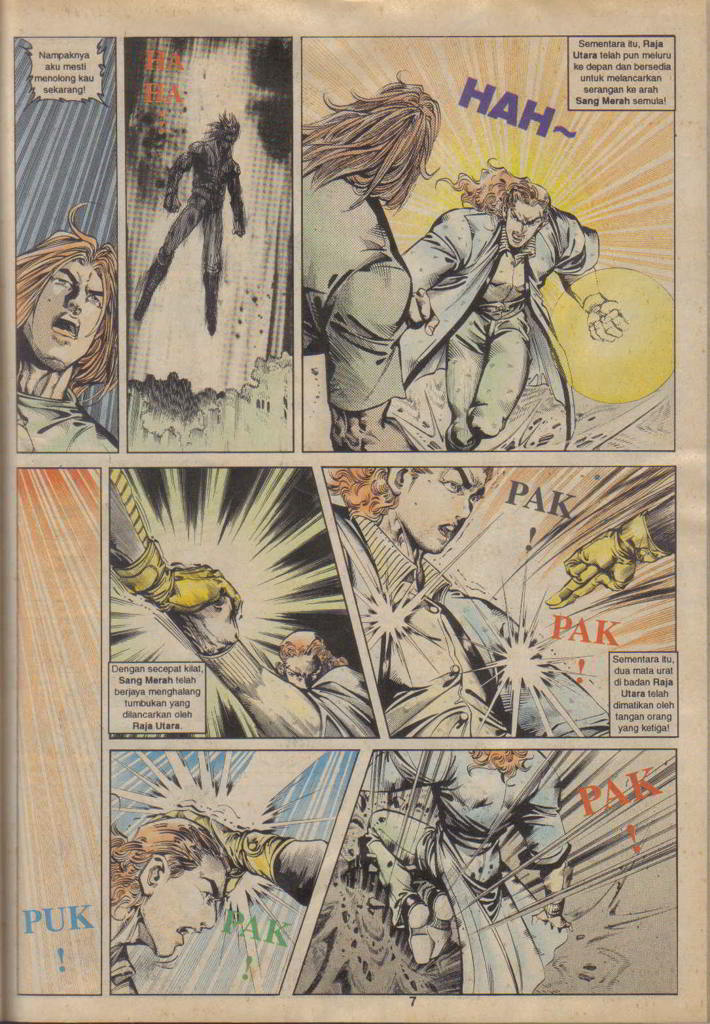 Nampaknya
aku mesti
menolong kau
sekarang!
HA
HA
!
HAH~
Sementara itu, Raja
Utara telah pun meluru
ke depan dan bersedia
untuk melancarkan
serangan ke arah
Sang Merah semula!
PUK
!
Dengan secepat kilat,
Sang Merah telah
berjaya menghalang
tumbukan yang
dilancarkan oleh
Raja Utara.
PAK
!
PAK
!
Sementara itu,
dua mata urat
di badan Raja
Utara telah
dimatikan oleh
tangan orang
yang ketiga!
PAK
!
PAK
!
7